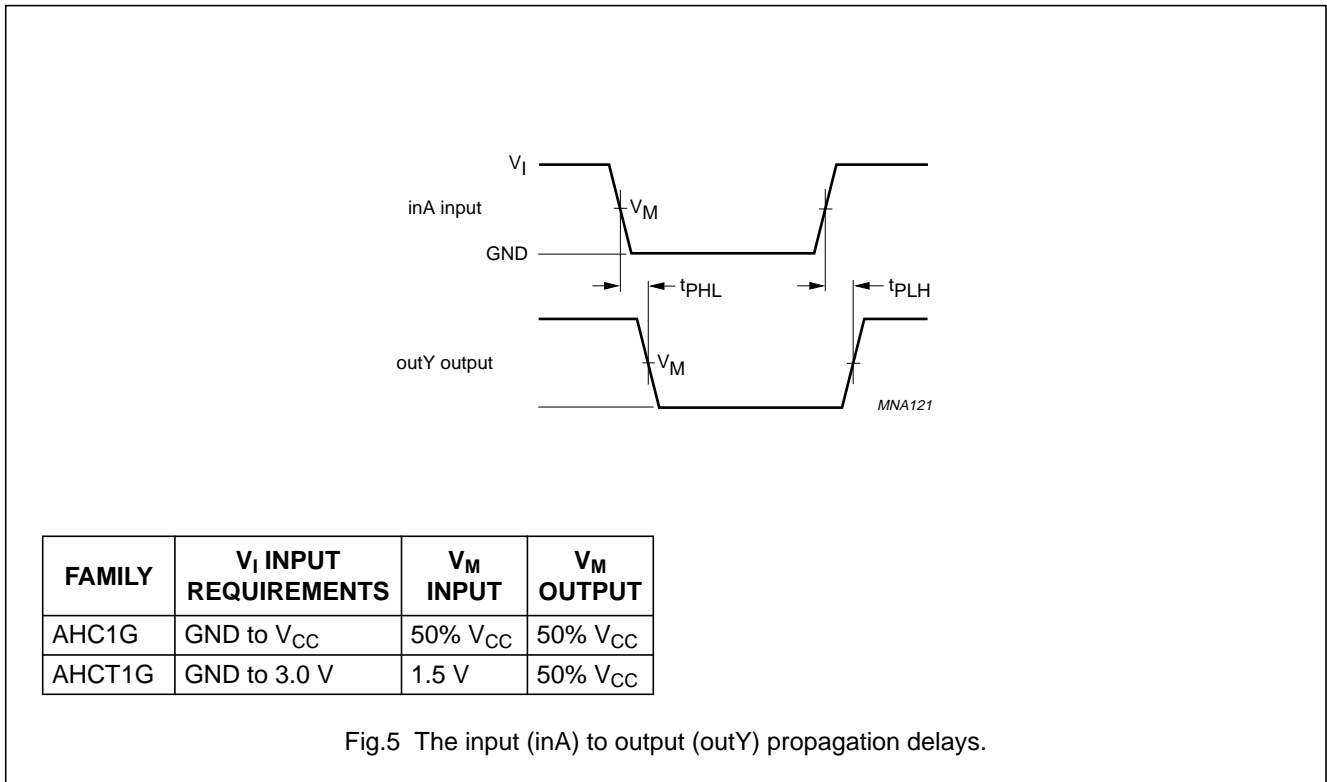 VI
inA input
VM
GND
tPHL
tPLH
outY output
VM
MNA121
FAMILY VI INPUT REQUIREMENTS VM INPUT VM OUTPUT
AHC1G GND to VCC 50% VCC 50% VCC
AHCT1G GND to 3.0 V 1.5 V 50% VCC
Fig.5 The input (inA) to output (outY) propagation delays.